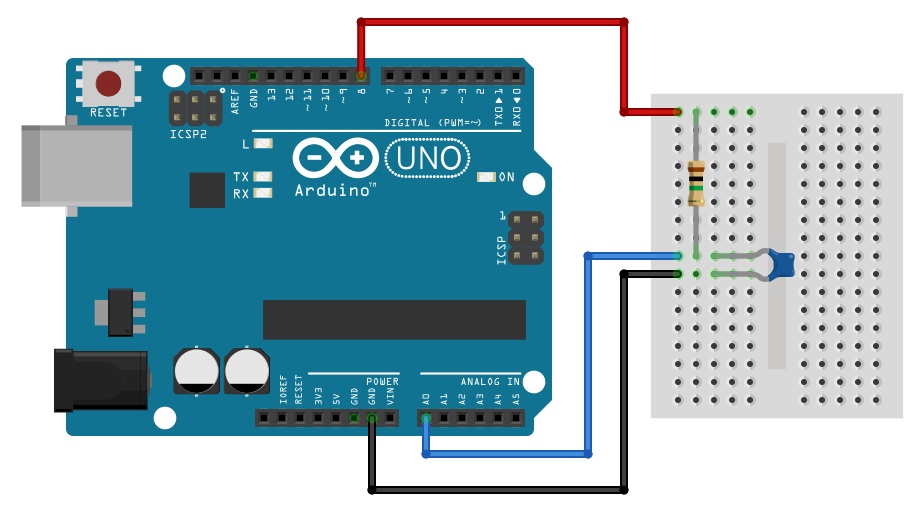 RESET
ICSP2
AREF
GND
13
12
~11
~10
~9
8
7
~6
~5
4
~3
2
TX0▶1
RX0◀0
DIGITAL (PWM=~)
L
TX
RX
Arduino™
UNO
ON
1
ICSP
IOREF
RESET
3V3
5V
GND
GND
VIN
POWER
ANALOG IN
A0
A1
A2
A3
A4
A5